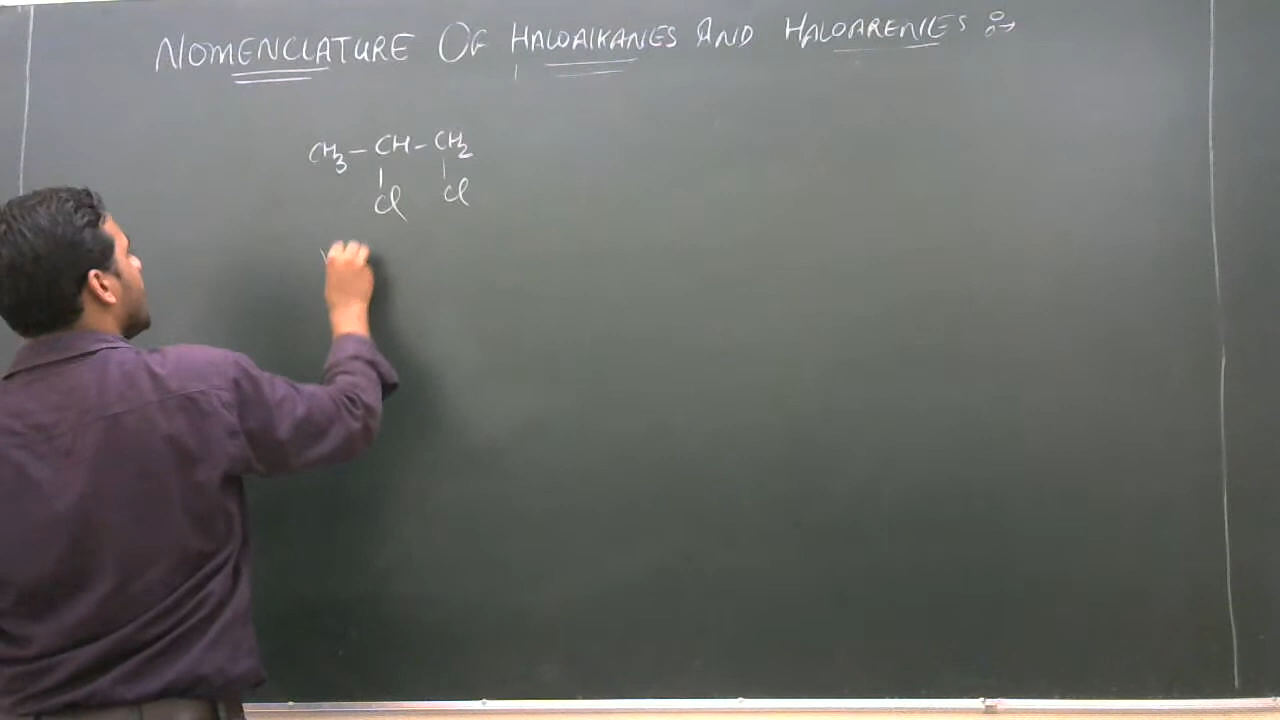 NOMENCLATURE OF HALOALKANES AND HALOARENES :→
CH3 – CH – CH2
Cl Cl